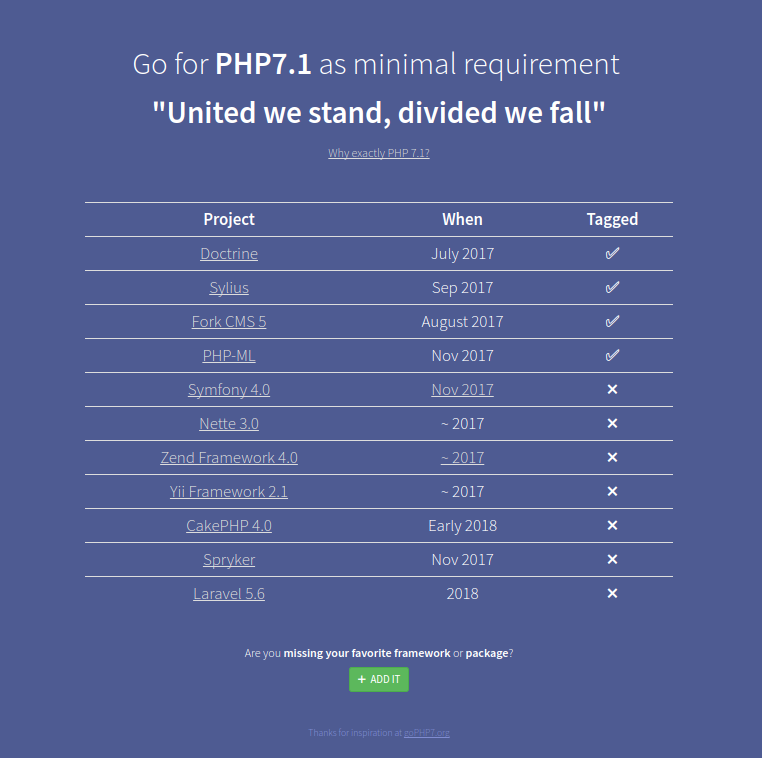 Go for PHP7.1 as minimal requirement
"United we stand, divided we fall"
Why exactly PHP 7.1?
Project When Tagged
Doctrine July 2017 ✅
Sylius Sep 2017 ✅
Fork CMS 5 August 2017 ✅
PHP-ML Nov 2017 ✅
Symfony 4.0 Nov 2017 ✕
Nette 3.0 ~ 2017 ✕
Zend Framework 4.0 ~ 2017 ✕
Yii Framework 2.1 ~ 2017 ✕
CakePHP 4.0 Early 2018 ✕
Spryker Nov 2017 ✕
Laravel 5.6 2018 ✕
Are you missing your favorite framework or package?
+ ADD IT
Thanks for inspiration at goPHP7.org